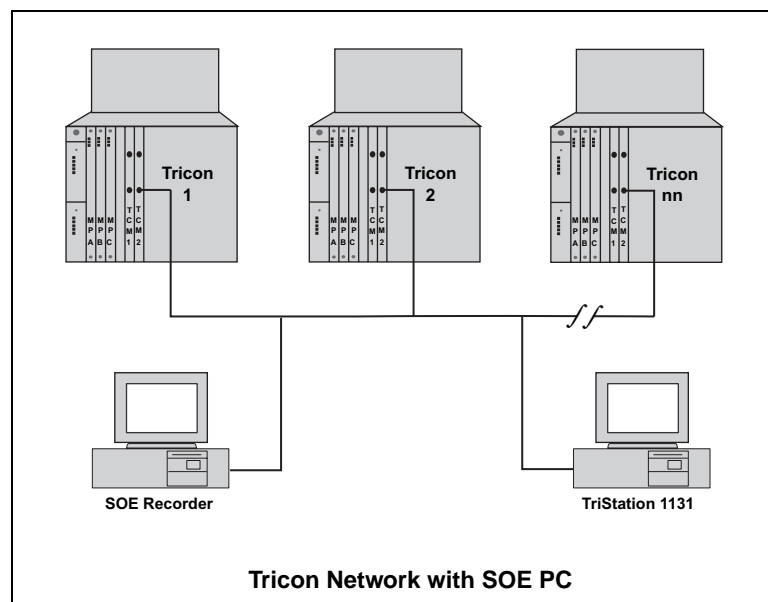 Tricon
1
MPA
MPB
MPC
TCM1
TCM2
Tricon
2
MPA
MPB
MPC
TCM1
TCM2
Tricon
nn
MPA
MPB
MPC
TCM1
TCM2
SOE Recorder
TriStation 1131
Tricon Network with SOE PC